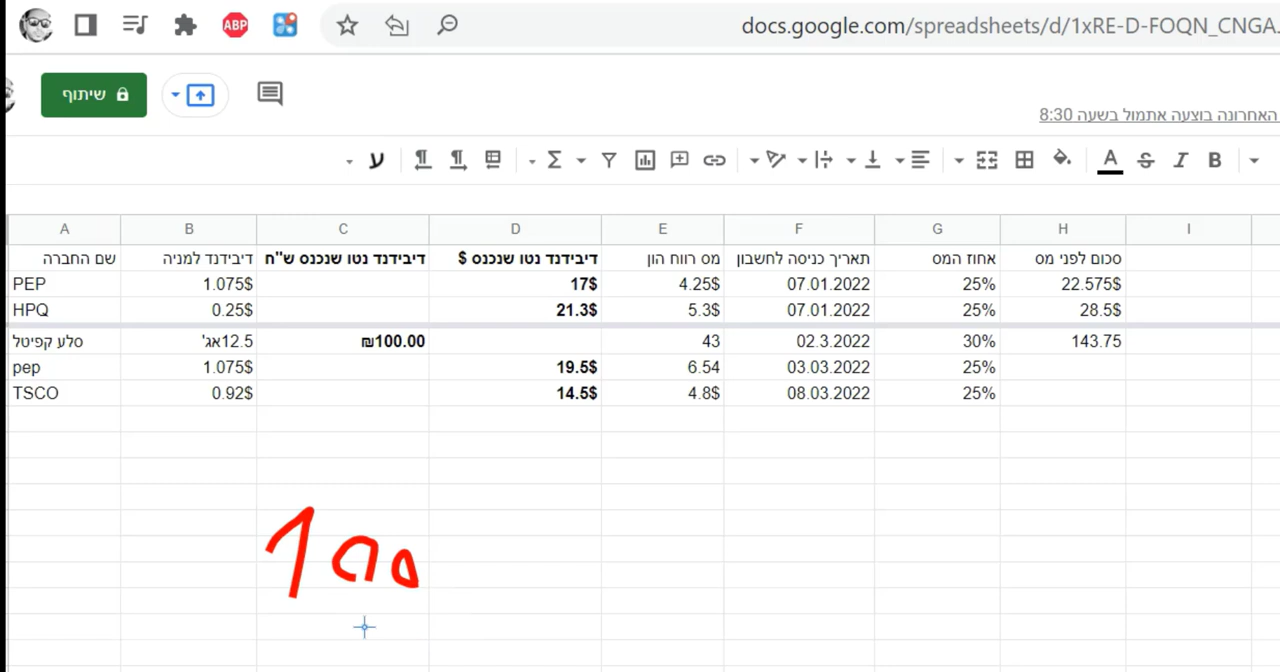 ABP
docs.google.com/spreadsheets/d/1xRE-D-FOQN_CNGA
שיתוף
האחרונה בוצעה אתמול בשעה 8:30
A B C D E F G H I
שם החברה דיבידנד למניה דיבידנד נטו שנכנס ש"ח דיבידנד נטו שנכנס $ מס רווח הון תאריך כניסה לחשבון אחוז המס סכום לפני מס
PEP 1.075$ 17$ 4.25$ 07.01.2022 25% 22.575$
HPQ 0.25$ 21.3$ 5.3$ 07.01.2022 25% 28.5$
סלע קפיטל 12.5אג' ₪100.00 43 02.3.2022 30% 143.75
pep 1.075$ 19.5$ 6.54 03.03.2022 25%
TSCO 0.92$ 14.5$ 4.8$ 08.03.2022 25%
100